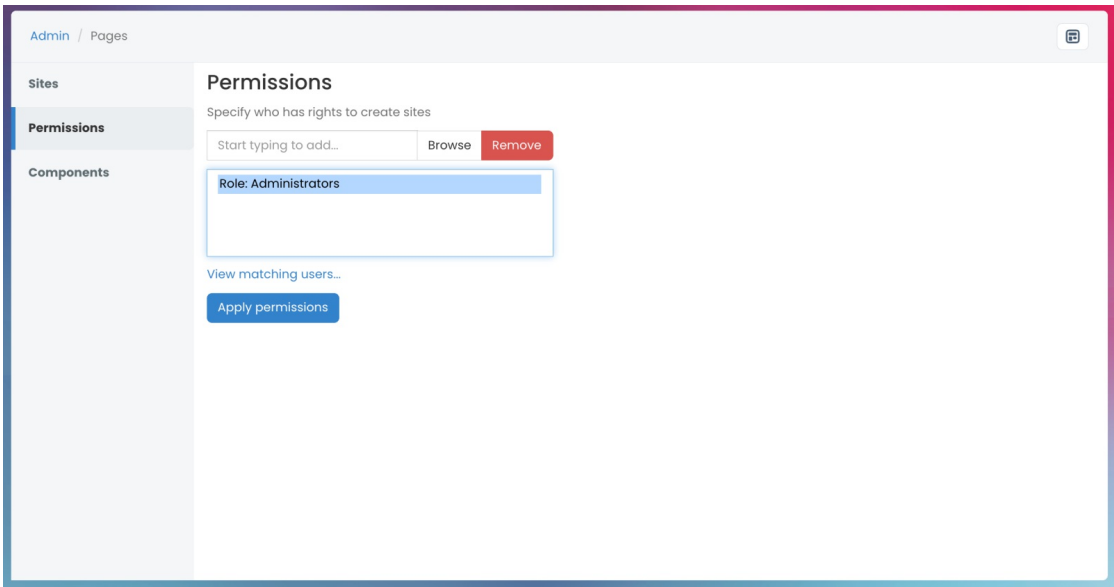 Admin / Pages
Sites
Permissions
Components
Permissions
Specify who has rights to create sites
Start typing to add... Browse Remove
Role: Administrators
View matching users...
Apply permissions